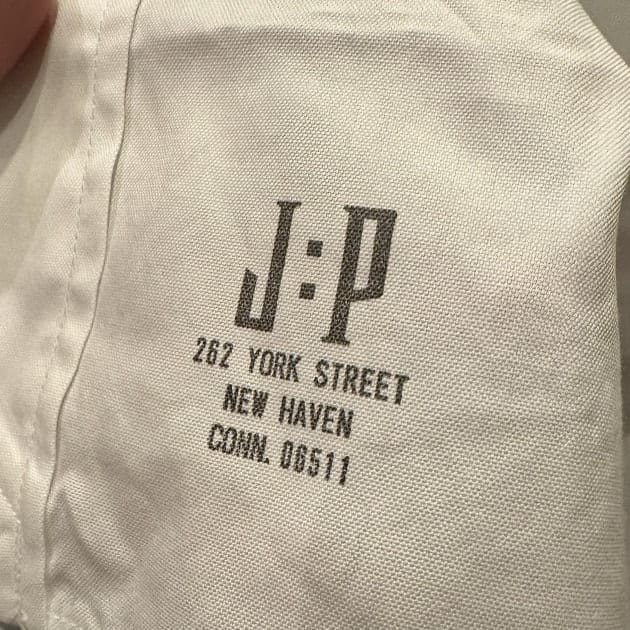 J:P
262 YORK STREET
NEW HAVEN
CONN. 06511